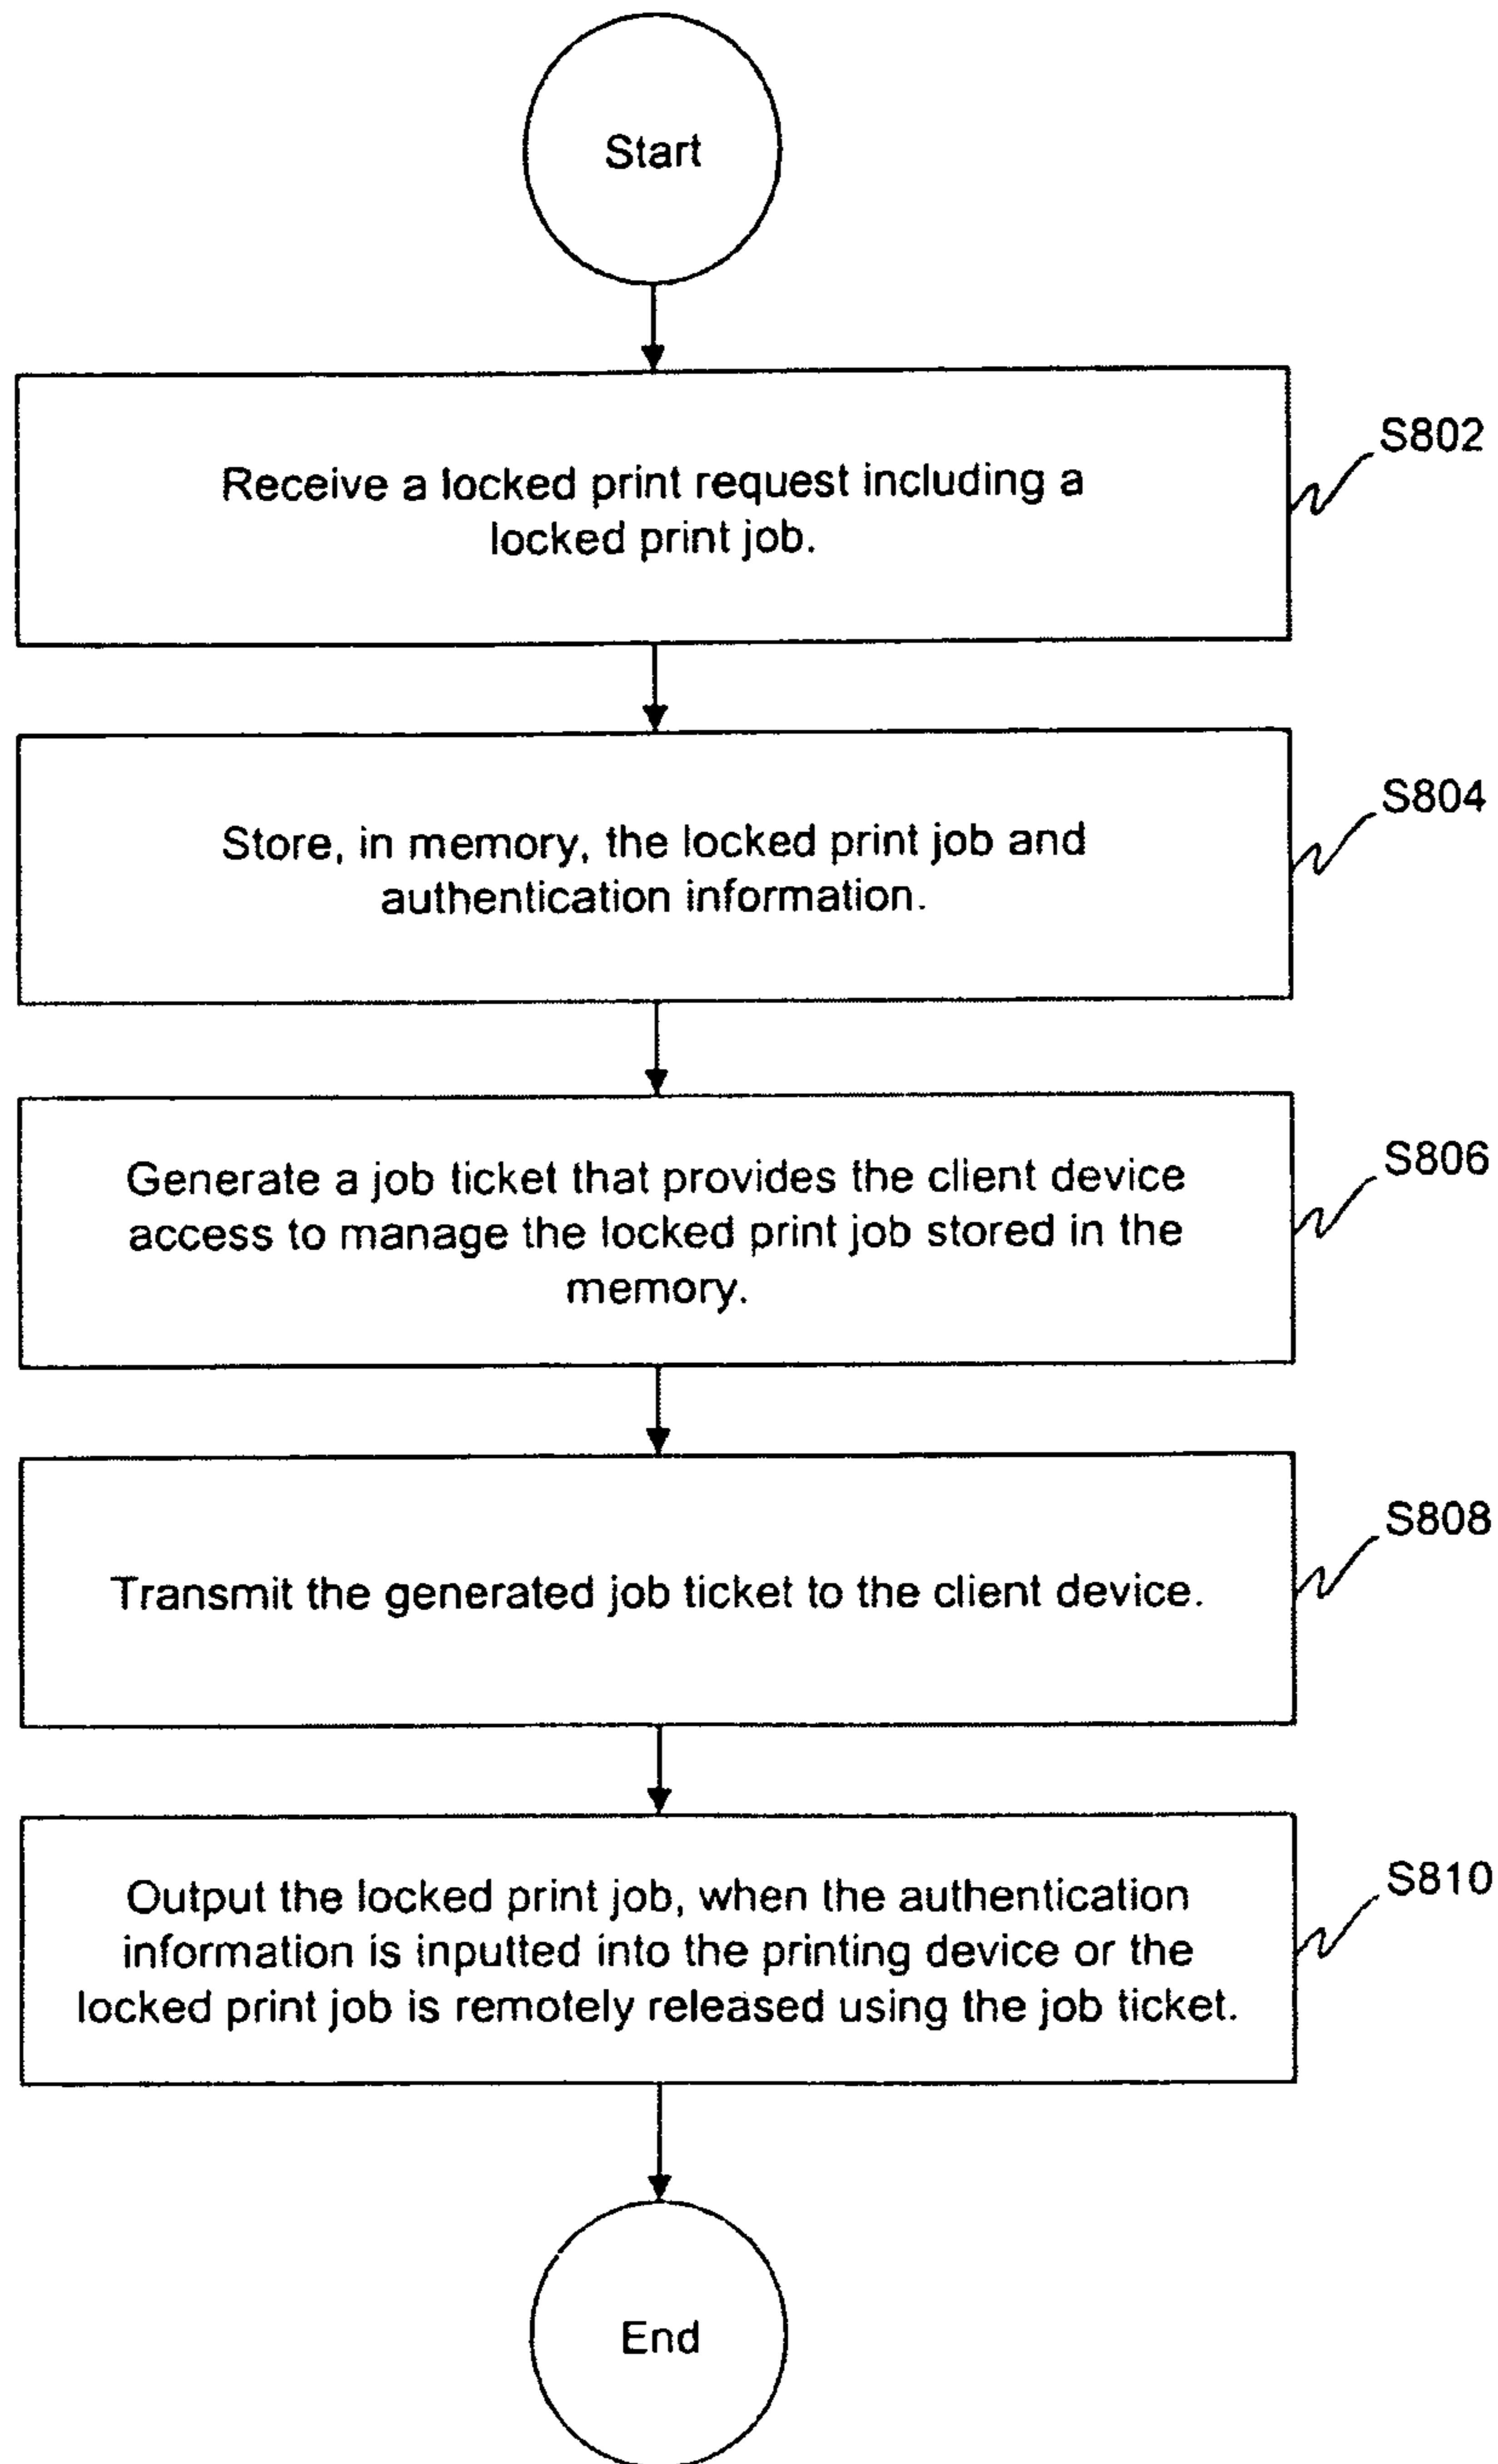 Start
S802
Receive a locked print request including a
locked print job.
S804
Store, in memory, the locked print job and
authentication information.
S806
Generate a job ticket that provides the client device
access to manage the locked print job stored in the
memory.
S808
Transmit the generated job ticket to the client device.
S810
Output the locked print job, when the authentication
information is inputted into the printing device or the
locked print job is remotely released using the job ticket.
End